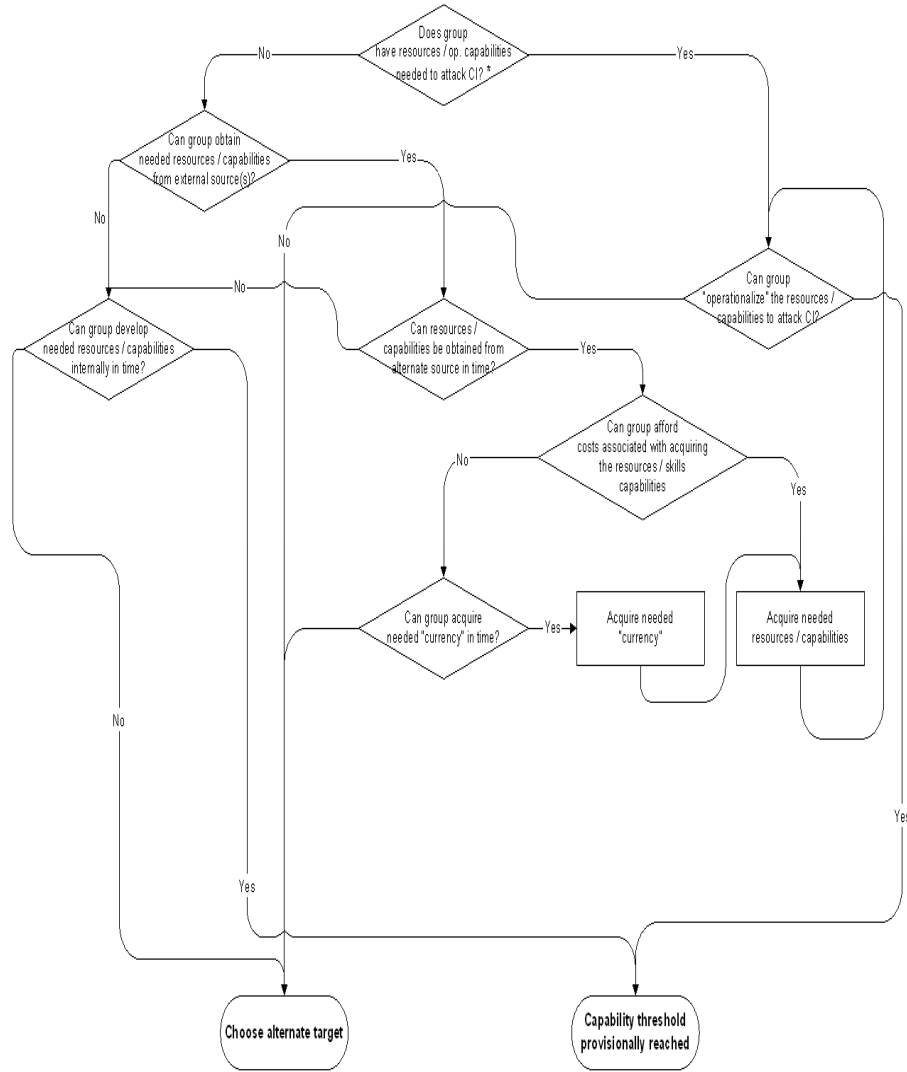 Does group
have resources / op. capabilities
needed to attack CI? *
No
Yes
Can group obtain
needed resources / capabilities
from external source(s)?
Yes
No
No
Can group
"operationalize" the resources /
capabilities to attack CI?
No
Can group develop
needed resources / capabilities
internally in time?
Can resources /
capabilities be obtained from
alternate source in time?
Yes
Can group afford
costs associated with acquiring
the resources / skills
capabilities
No
Yes
Can group acquire
needed "currency" in time?
Yes
Acquire needed
"currency"
Acquire needed
resources / capabilities
No
Yes
Yes
Choose alternate target
Capability threshold
provisionally reached